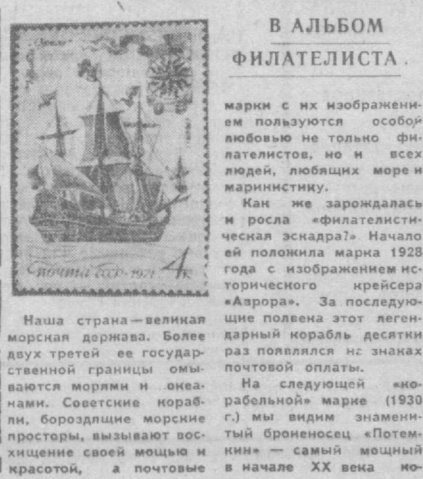 В АЛЬБОМ
ФИЛАТЕЛИСТА
«Орел»
почта СССР·1971 4к
Наша страна—великая
морская держава. Более
двух третей ее государ-
ственной границы омы-
ваются морями и океа-
нами. Советские кораб-
ли, бороздящие морские
просторы, вызывают вос-
хищение своей мощью и
красотой, а почтовые
марки с их изображени-
ем пользуются особой
любовью не только фи-
лателистов, но и всех
людей, любящих море и
маринистику.
Как же зарождалась
и росла «филателисти-
ческая эскадра?» Начало
ей положила марка 1928
года с изображением ис-
торического крейсера
«Аврора». За последую-
щие полвека этот леген-
дарный корабль десятки
раз появлялся на знаках
почтовой оплаты.
На следующей «ко-
рабельной» марке (1930
г.) мы видим знамени-
тый броненосец «Потем-
кин» — самый мощный
в начале XX века ко-